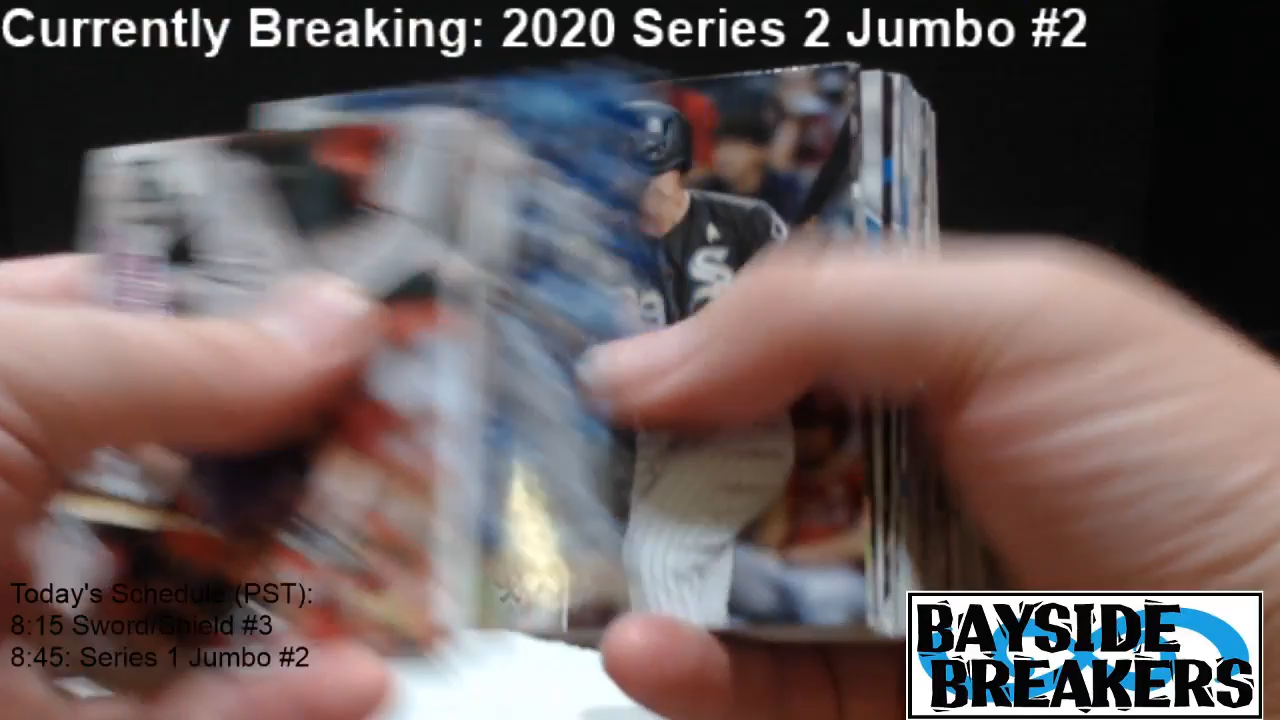 Currently Breaking: 2020 Series 2 Jumbo #2
Today's Schedule (PST):
8:15 Sword/Shield #3
8:45: Series 1 Jumbo #2
BAYSIDE
BREAKERS